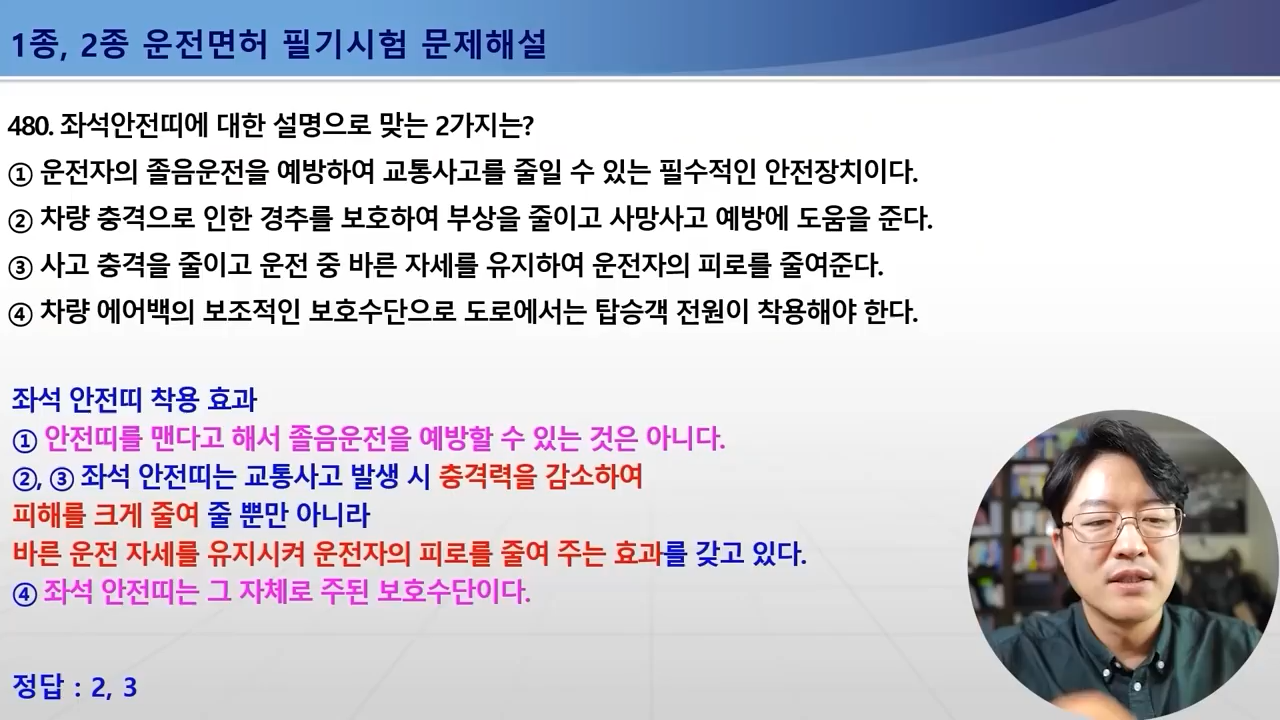 1종, 2종 운전면허 필기시험 문제해설
480. 좌석안전띠에 대한 설명으로 맞는 2가지는?
① 운전자의 졸음운전을 예방하여 교통사고를 줄일 수 있는 필수적인 안전장치이다.
② 차량 충격으로 인한 경추를 보호하여 부상을 줄이고 사망사고 예방에 도움을 준다.
③ 사고 충격을 줄이고 운전 중 바른 자세를 유지하여 운전자의 피로를 줄여준다.
④ 차량 에어백의 보조적인 보호수단으로 도로에서는 탑승객 전원이 착용해야 한다.
좌석 안전띠 착용 효과
① 안전띠를 맨다고 해서 졸음운전을 예방할 수 있는 것은 아니다.
②, ③ 좌석 안전띠는 교통사고 발생 시 충격력을 감소하여
피해를 크게 줄여 줄 뿐만 아니라
바른 운전 자세를 유지시켜 운전자의 피로를 줄여 주는 효과를 갖고 있다.
④ 좌석 안전띠는 그 자체로 주된 보호수단이다.
정답 : 2, 3